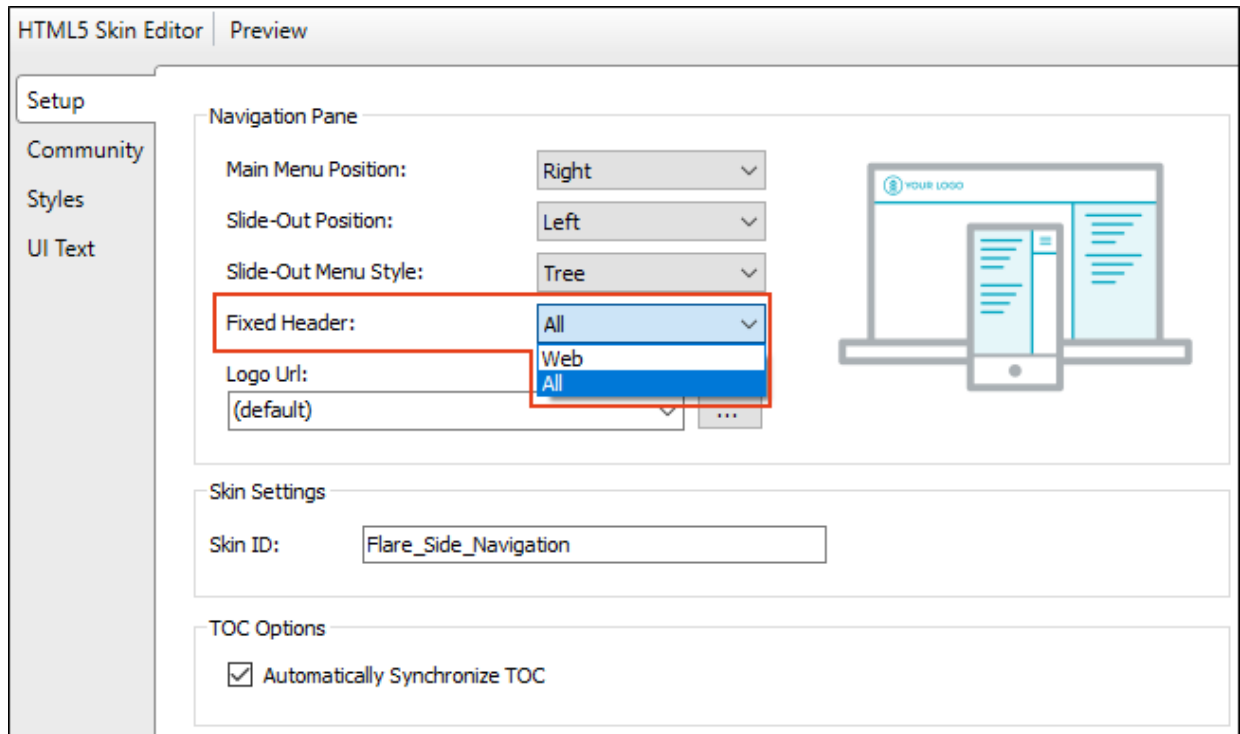 HTML5 Skin Editor Preview
Setup
Community
Styles
UI Text
Navigation Pane
Main Menu Position: Right
Slide-Out Position: Left
Slide-Out Menu Style: Tree
Fixed Header: All
Web
All
Logo Url:
(default) ...
YOUR LOGO
Skin Settings
Skin ID: Flare_Side_Navigation
TOC Options
Automatically Synchronize TOC